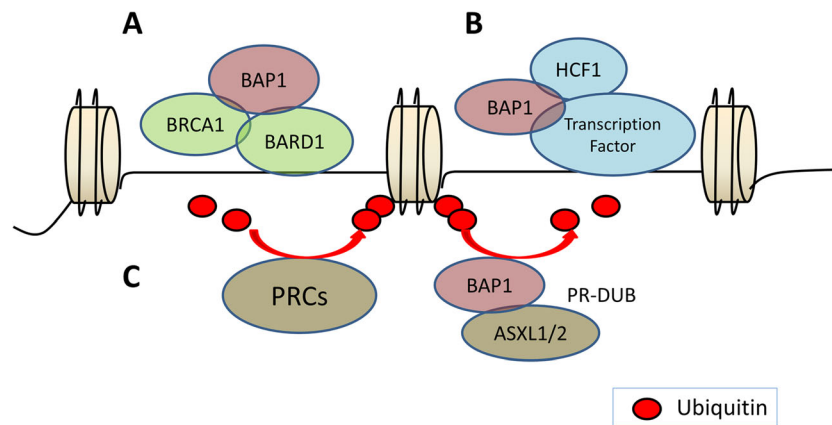 A
B
BAP1
HCF1
BRCA1
BAP1
BARD1
Transcription
Factor
C
PRCs
BAP1
PR-DUB
ASXL1/2
Ubiquitin